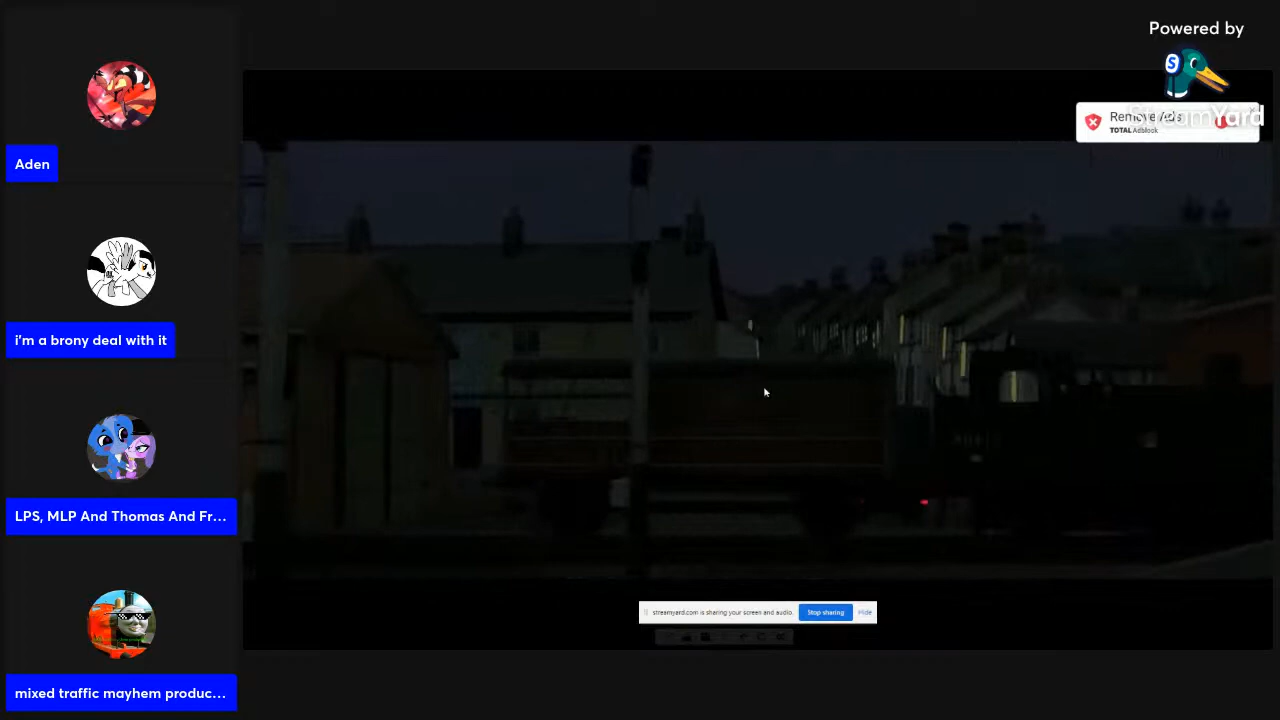 Powered by
StreamYard
Remove Ads
TOTAL Adblock
Aden
i'm a brony deal with it
LPS, MLP And Thomas And Fr...
mixed traffic mayhem produc...
streamyard.com is sharing your screen and audio.
Stop sharing
Hide